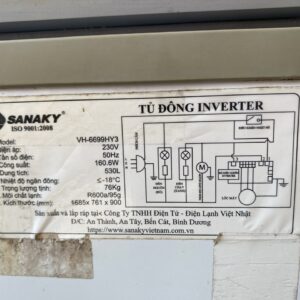 SANAKY
ISO 9001:2008
TỦ ĐÔNG INVERTER
Model: VH-6699HY3
Điện áp: 230V
Tần số điện: 50Hz
Công suất: 160.6W
Dung tích: 530L
Nhiệt độ ngăn đông: ≤-18°C
Trọng lượng tịnh: 76Kg
Môi chất lạnh: R600a/95g
Kích thước (mm): 1685x 761 x 900
Sản xuất và lắp ráp tại: Công Ty TNHH Điện Tử - Điện Lạnh Việt Nhật
Đ/C: An Thành, An Tây, Bến Cát, Bình Dương
https://www.sanakyvietnam.com.vn